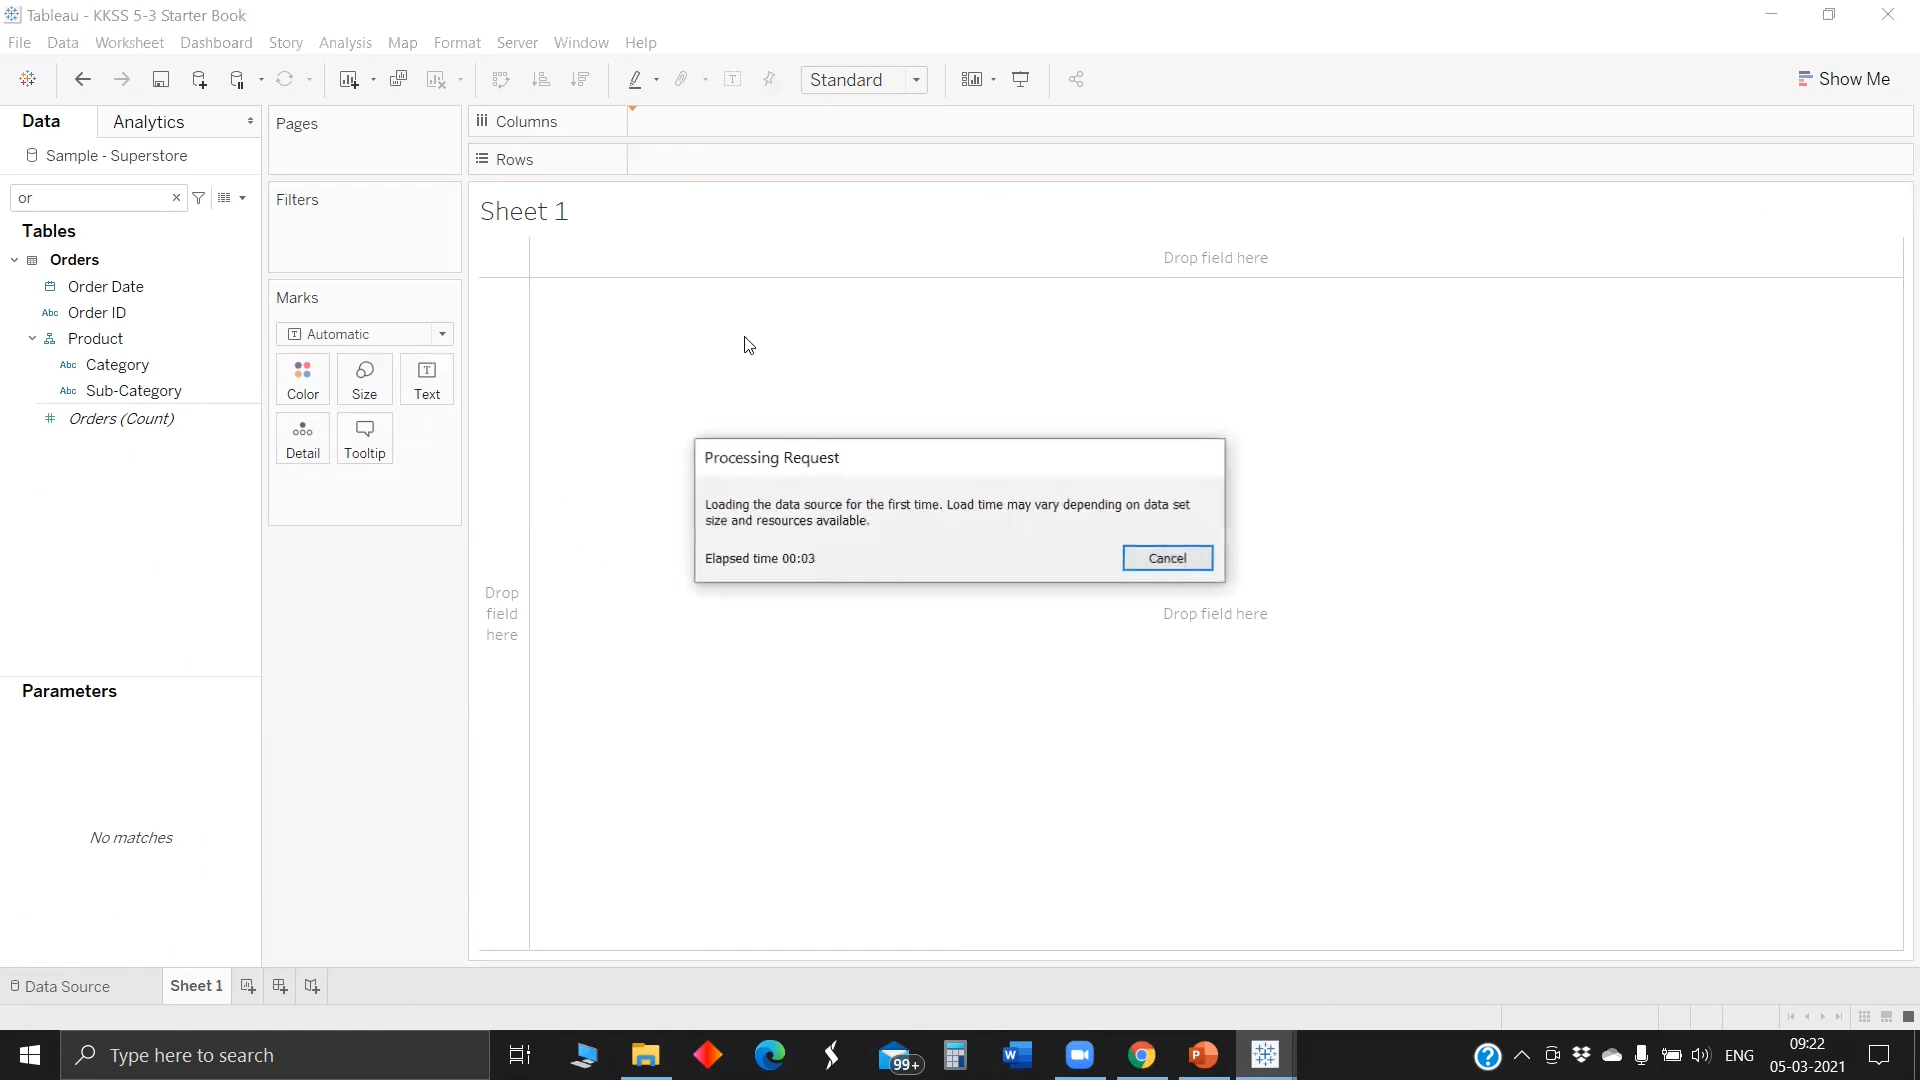 Tableau - KKSS 5-3 Starter Book
File Data Worksheet Dashboard Story Analysis Map Format Server Window Help
Standard
Show Me
Data Analytics
Sample - Superstore
or
Tables
Orders
Order Date
Abc Order ID
Product
Abc Category
Abc Sub-Category
Orders (Count)
Parameters
No matches
Pages
Filters
Marks
Automatic
Color Size Text
Detail Tooltip
Columns
Rows
Sheet 1
Drop field here
Drop
field
here
Drop field here
Processing Request
Loading the data source for the first time. Load time may vary depending on data set
size and resources available.
Elapsed time 00:03
Cancel
Data Source Sheet 1
Type here to search
99+
ENG
09:22
05-03-2021